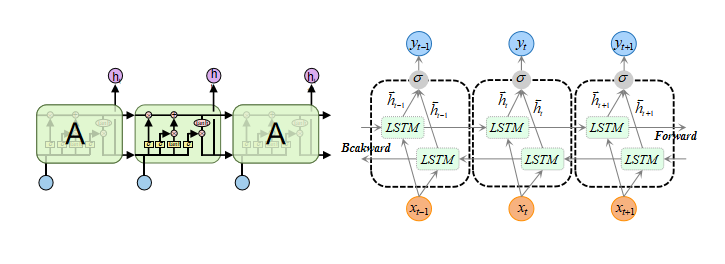 h
h
h
A
A
y_{t-1}
y_t
y_{t+1}
σ
σ
σ
h̄_{t-1}
h̄_{t-1}
h̄_t
h̄_t
h̄_{t+1}
h̄_{t+1}
LSTM
LSTM
LSTM
Bcakward
Forward
LSTM
LSTM
LSTM
x_{t-1}
x_t
x_{t+1}